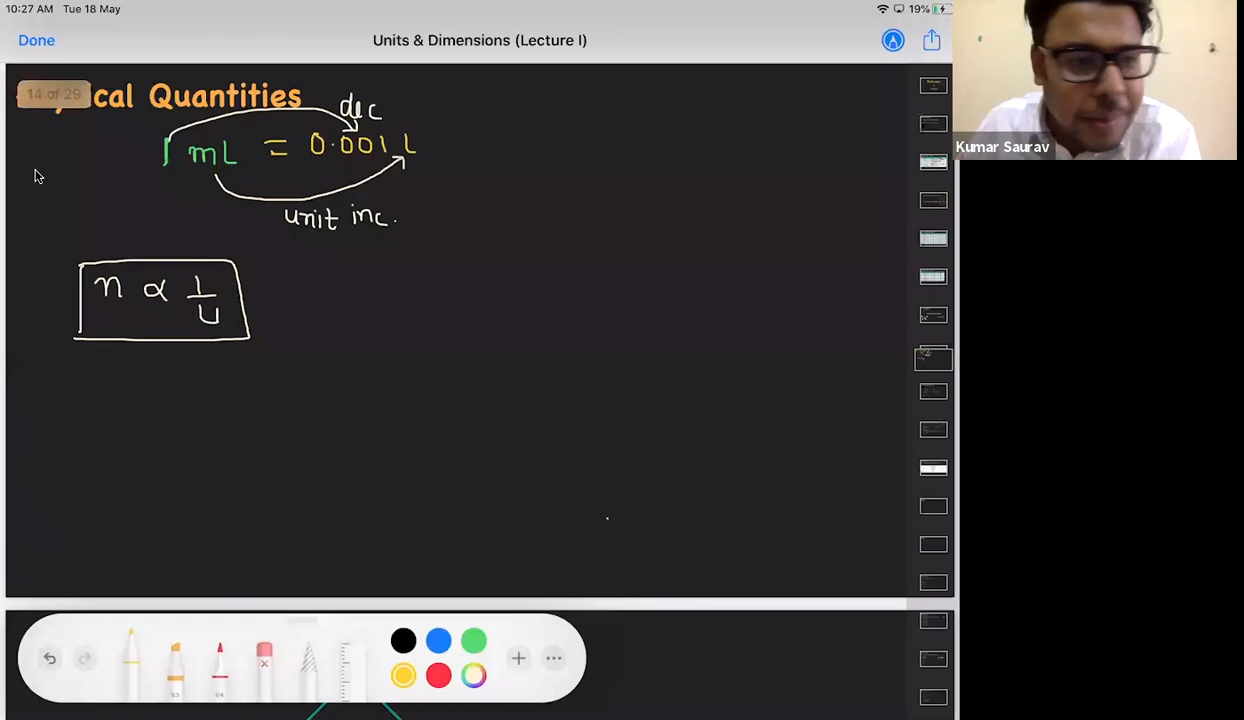 10:27 AM Tue 18 May
19%
Done
Units & Dimensions (Lecture I)
14 of 29
cal Quantities
dec
1 mL = 0.001 L
unit inc.
n ∝ 1/u
Kumar Saurav